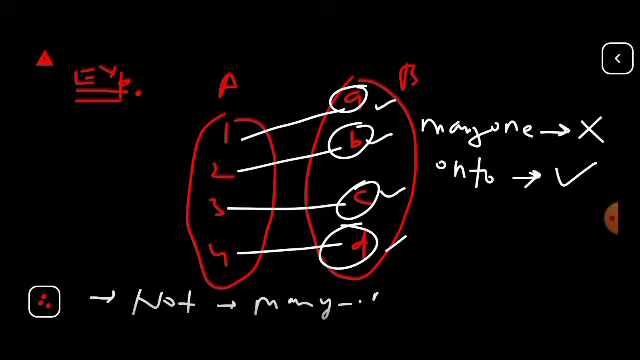 Exp.
A B
1 a
2 b
3 c
4 d
many one → ×
onto → ✓
→ Not → many-